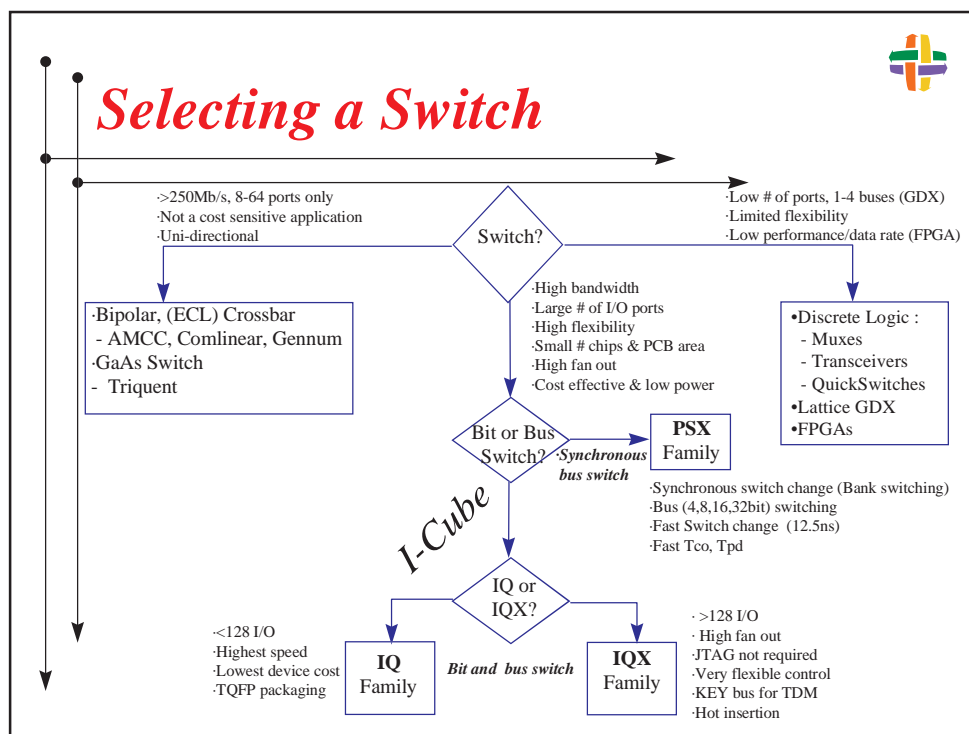 Selecting a Switch
·>250Mb/s, 8-64 ports only
·Not a cost sensitive application
·Uni-directional
Switch?
·Low # of ports, 1-4 buses (GDX)
·Limited flexibility
·Low performance/data rate (FPGA)
·Bipolar, (ECL) Crossbar
- AMCC, Comlinear, Gennum
·GaAs Switch
- Triquent
·High bandwidth
·Large # of I/O ports
·High flexibility
·Small # chips & PCB area
·High fan out
·Cost effective & low power
•Discrete Logic :
- Muxes
- Transceivers
- QuickSwitches
•Lattice GDX
•FPGAs
Bit or Bus
Switch?
·Synchronous
bus switch
PSX
Family
·Synchronous switch change (Bank switching)
·Bus (4,8,16,32bit) switching
·Fast Switch change (12.5ns)
·Fast Tco, Tpd
I-Cube
IQ or
IQX?
·<128 I/O
·Highest speed
·Lowest device cost
·TQFP packaging
IQ
Family
Bit and bus switch
IQX
Family
· >128 I/O
· High fan out
·JTAG not required
·Very flexible control
·KEY bus for TDM
·Hot insertion